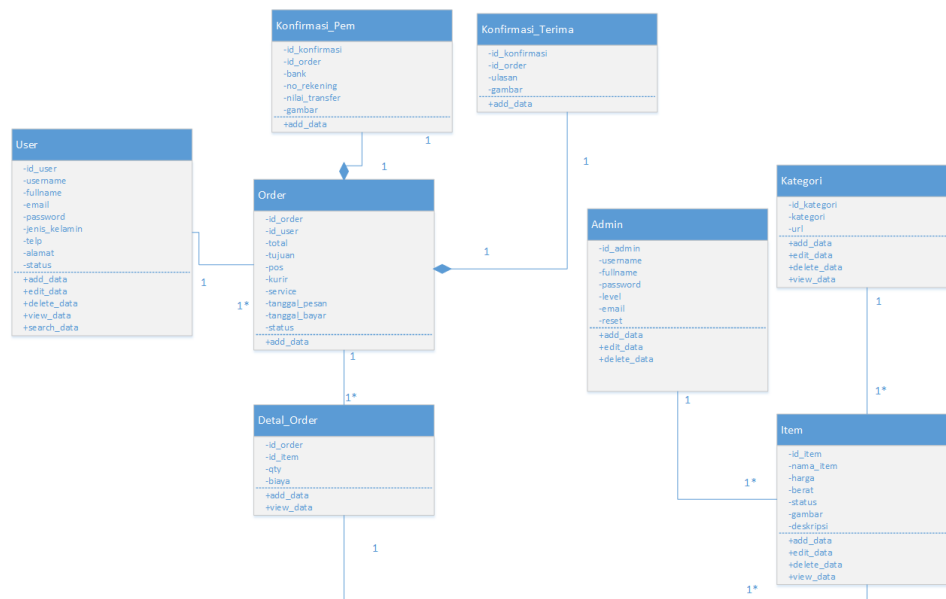 Konfirmasi_Pem
-id_konfirmasi
-id_order
-bank
-no_rekening
-nilai_transfer
-gambar
+add_data
Konfirmasi_Terima
-id_konfirmasi
-id_order
-ulasan
-gambar
+add_data
1
1
1
1
User
-id_user
-username
-fullname
-email
-password
-jenis_kelamin
-telp
-alamat
-status
+add_data
+edit_data
+delete_data
+view_data
+search_data
1
1*
Order
-id_order
-id_user
-total
-tujuan
-pos
-kurir
-service
-tanggal_pesan
-tanggal_bayar
-status
+add_data
1
1*
Admin
-id_admin
-username
-fullname
-password
-level
-email
-reset
+add_data
+edit_data
+delete_data
1
1*
Kategori
-id_kategori
-kategori
-url
+add_data
+edit_data
+delete_data
+view_data
1
1*
Detal_Order
-id_order
-id_item
-qty
-biaya
+add_data
+view_data
1
Item
-id_item
-nama_item
-harga
-berat
-status
-gambar
-deskripsi
+add_data
+edit_data
+delete_data
+view_data
1*